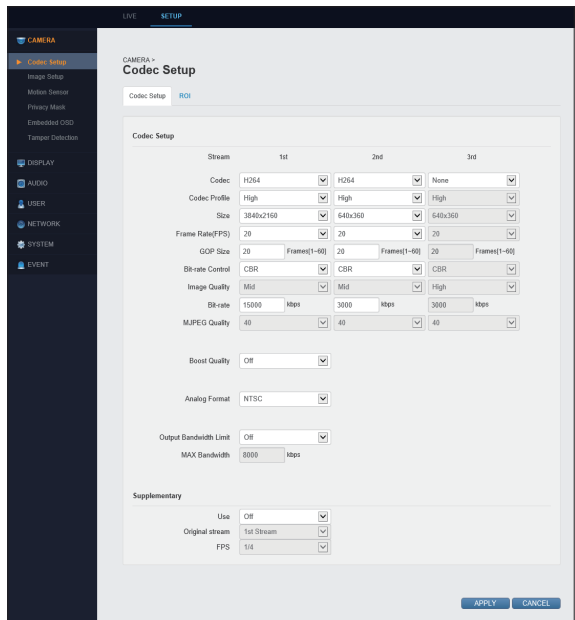 LIVE SETUP
CAMERA
Codec Setup
Image Setup
Motion Sensor
Privacy Mask
Embedded OSD
Tamper Detection
DISPLAY
AUDIO
USER
NETWORK
SYSTEM
EVENT
CAMERA >
Codec Setup
Codec Setup ROI
Codec Setup
Stream 1st 2nd 3rd
Codec H264 H264 None
Codec Profile High High High
Size 3840x2160 640x360 640x360
Frame Rate(FPS) 20 20 20
GOP Size 20 Frames[1~60] 20 Frames[1~60] 20 Frames[1~60]
Bit-rate Control CBR CBR CBR
Image Quality Mid Mid High
Bit-rate 15000 kbps 3000 kbps 3000 kbps
MJPEG Quality 40 40 40
Boost Quality Off
Analog Format NTSC
Output Bandwidth Limit Off
MAX Bandwidth 8000 kbps
Supplementary
Use Off
Original stream 1st Stream
FPS 1/4
APPLY CANCEL